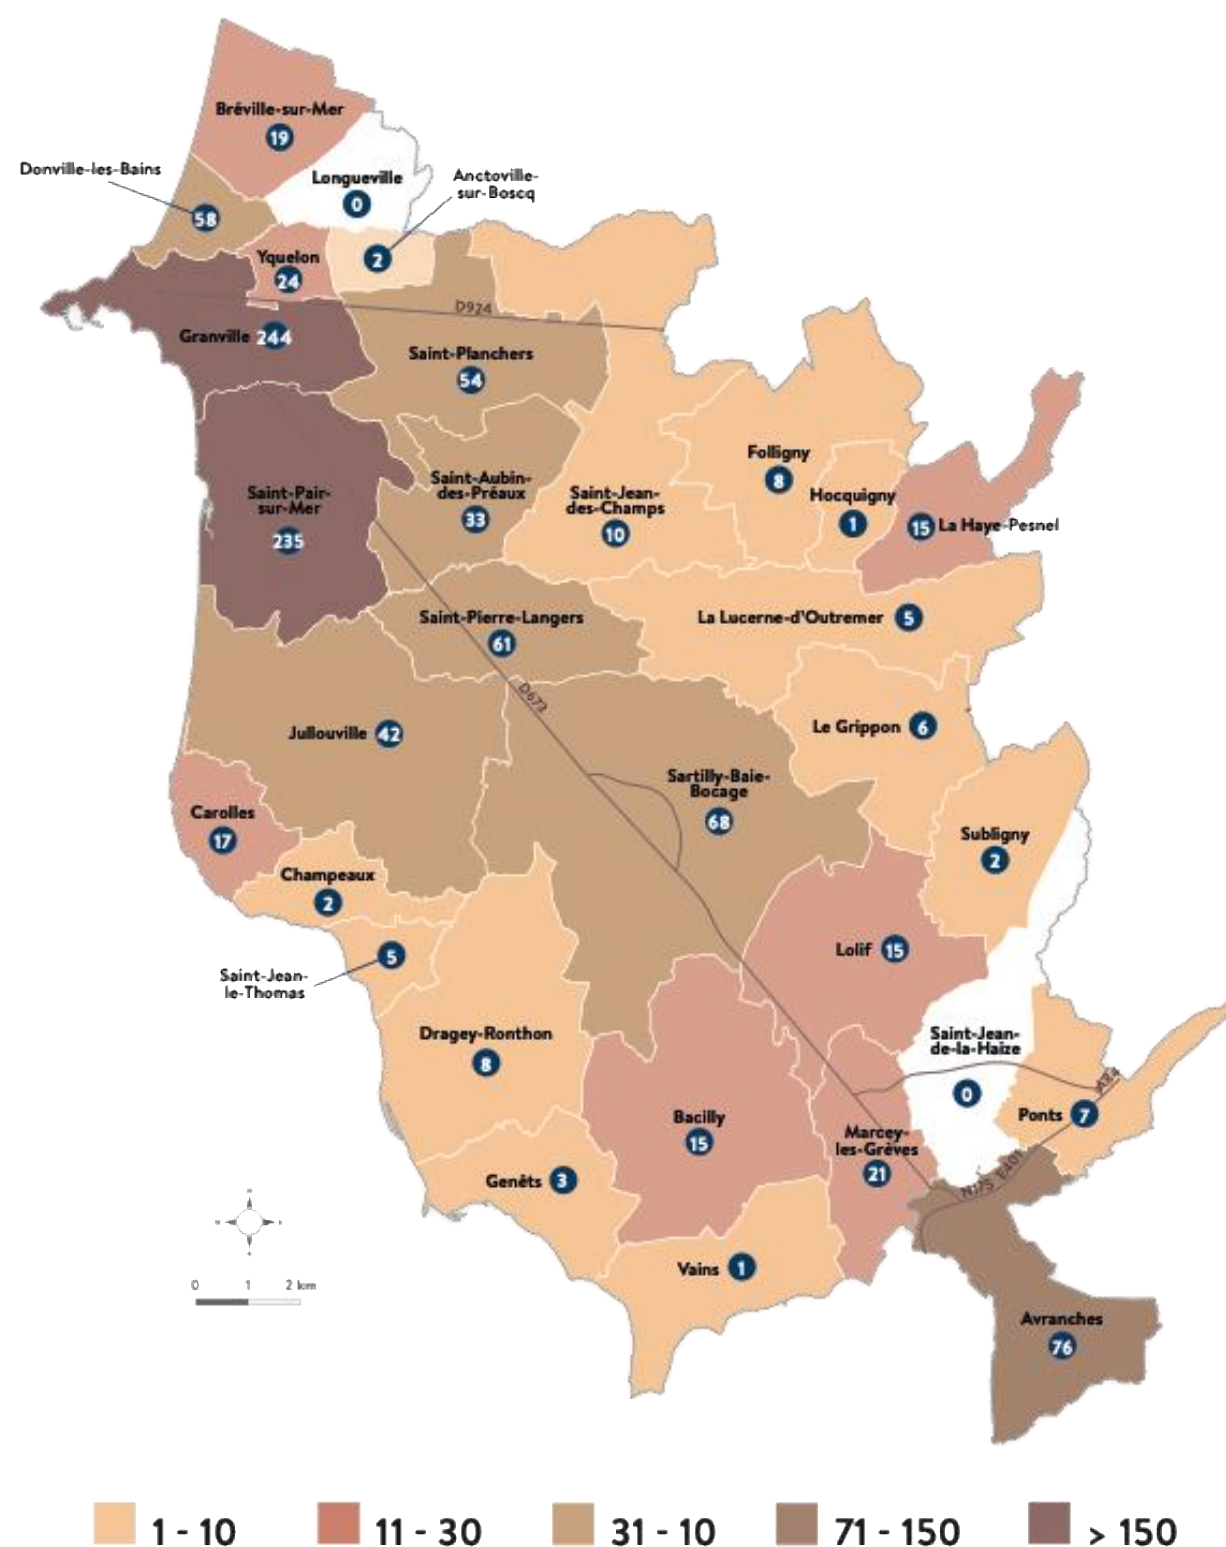 Bréville-sur-Mer
19
Donville-les-Bains
58
Longueville
0
Anctoville-
sur-Boscq
2
Yquelon
24
D924
Granville 244
Saint-Planchers
54
Folligny
8
Saint-Aubin-
des-Préaux
33
Saint-Jean-
des-Champs
10
Hocquigny
1
15 La Haye-Pesnel
Saint-Pair-
sur-Mer
235
Saint-Pierre-Langers
61
La Lucerne-d'Outremer 5
D673
Jullouville 42
Le Grippon 6
Sartilly-Baie-
Bocage
68
Carolles
17
Subligny
2
Champeaux
2
Lolif 15
5
Saint-Jean-
le-Thomas
Dragey-Ronthon
8
Saint-Jean-
de-la-Haize
0
A84
Ponts 7
Bacilly
15
Marcey-
les-Grèves
21
Genêts 3
N175 E401
Vains 1
0 1 2 km
Avranches
76
1 - 10
11 - 30
31 - 10
71 - 150
> 150